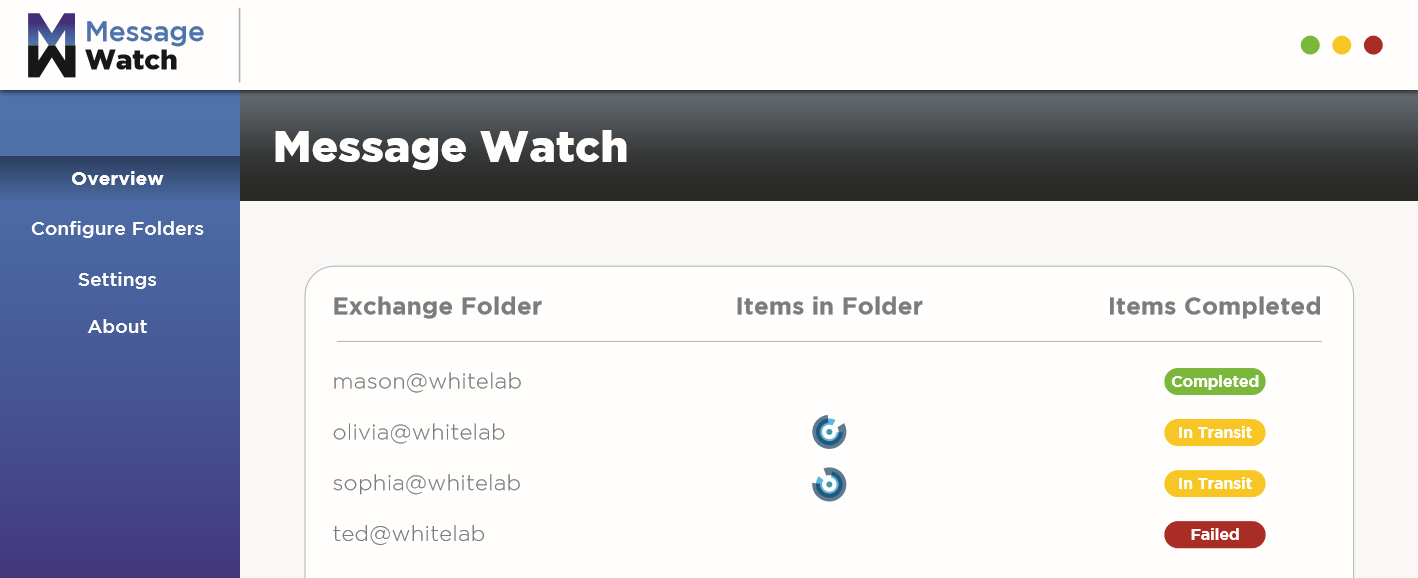 Message
Watch
Message Watch
Overview
Configure Folders
Settings
About
Exchange Folder Items in Folder Items Completed
mason@whitelab Completed
olivia@whitelab In Transit
sophia@whitelab In Transit
ted@whitelab Failed